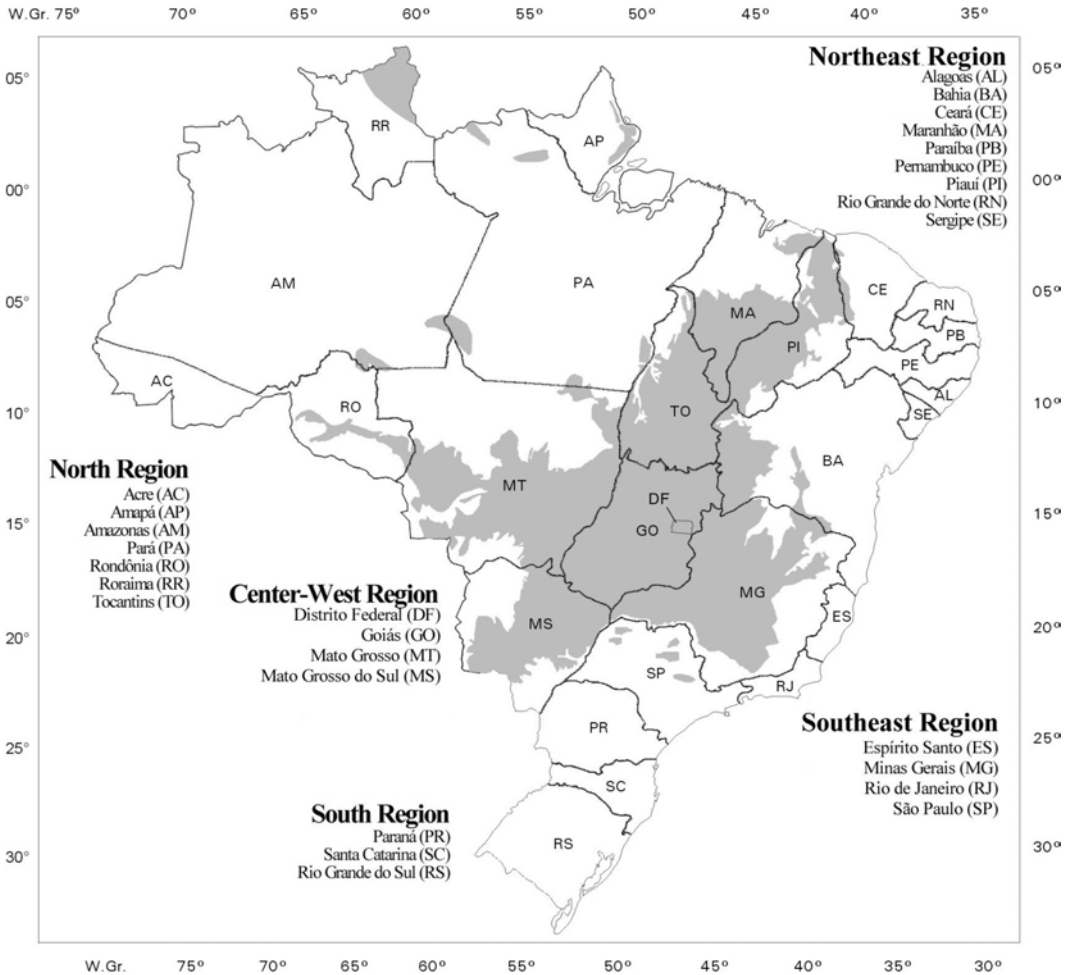 W.Gr. 75° 70° 65° 60° 55° 50° 45° 40° 35°
05°
00°
05°
10°
15°
20°
25°
30°
05°
00°
05°
10°
15°
20°
25°
30°
Northeast Region
Alagoas (AL)
Bahia (BA)
Ceará (CE)
Maranhão (MA)
Paraíba (PB)
Pernambuco (PE)
Piauí (PI)
Rio Grande do Norte (RN)
Sergipe (SE)
RR
AP
AM
PA
MA
CE
RN
PB
PI
PE
AL
SE
AC
RO
TO
BA
MT
DF
GO
MG
ES
MS
SP
RJ
PR
SC
RS
North Region
Acre (AC)
Amapá (AP)
Amazonas (AM)
Pará (PA)
Rondônia (RO)
Roraima (RR)
Tocantins (TO)
Center-West Region
Distrito Federal (DF)
Goiás (GO)
Mato Grosso (MT)
Mato Grosso do Sul (MS)
Southeast Region
Espírito Santo (ES)
Minas Gerais (MG)
Rio de Janeiro (RJ)
São Paulo (SP)
South Region
Paraná (PR)
Santa Catarina (SC)
Rio Grande do Sul (RS)
W.Gr. 75° 70° 65° 60° 55° 50° 45° 40° 35° 30°